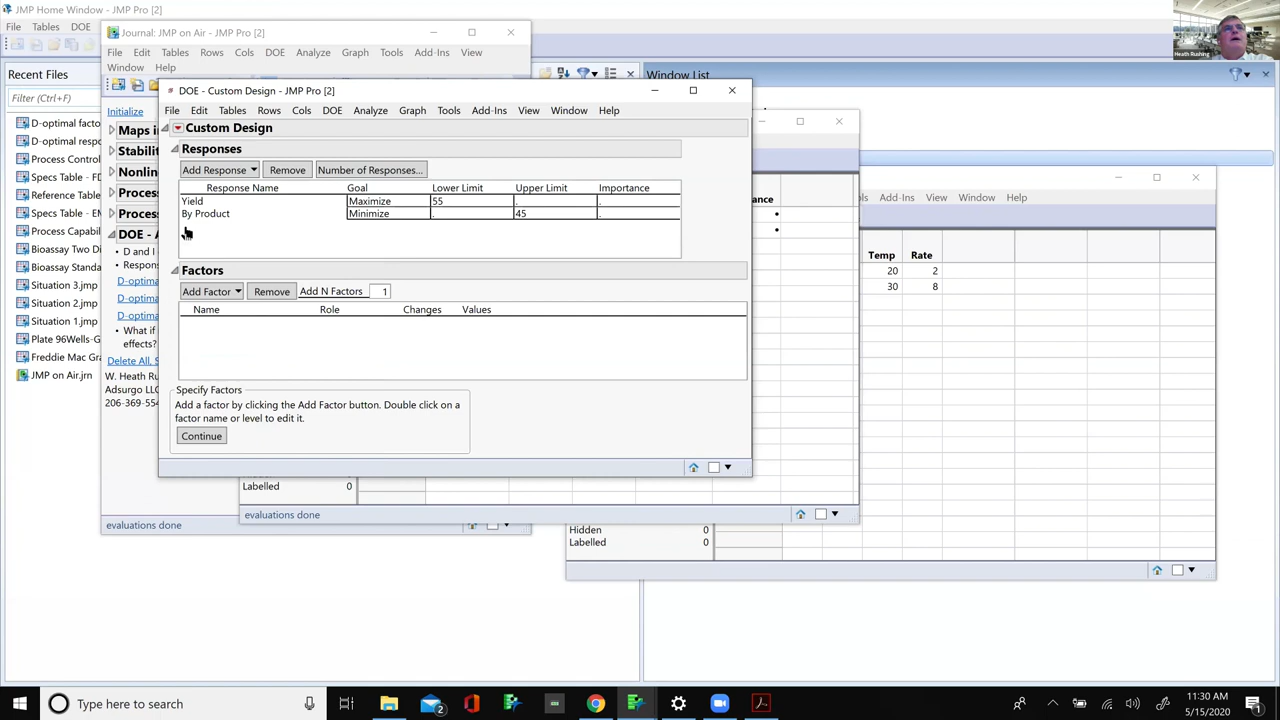 JMP Home Window - JMP Pro [2]
File Tables DOE
Recent Files
Filter (Ctrl+F)
D-optimal facto
D-optimal respo
Process Control
Specs Table - FD
Reference Table
Specs Table - Em
Process Capabili
Bioassay Two Di
Bioassay Standa
Situation 3.jmp
Situation 2.jmp
Situation 1.jmp
Plate 96Wells-G
Freddie Mac Gra
JMP on Air.jrn
Journal: JMP on Air - JMP Pro [2]
File Edit Tables Rows Cols DOE Analyze Graph Tools Add-Ins View
Window Help
Initialize
Maps in
Stabilit
Nonlin
Process
Process
DOE - A
• D and I
• Respon
D-optim
D-optim
D-optim
• What if
effects?
Delete All, S
W. Heath Ru
Adsurgo LLC
206-369-554
evaluations done
DOE - Custom Design - JMP Pro [2]
File Edit Tables Rows Cols DOE Analyze Graph Tools Add-Ins View Window Help
Custom Design
Responses
Add Response Remove Number of Responses...
Response Name Goal Lower Limit Upper Limit Importance
Yield Maximize 55 . .
By Product Minimize . 45 .
Factors
Add Factor Remove Add N Factors 1
Name Role Changes Values
Specify Factors
Add a factor by clicking the Add Factor button. Double click on a
factor name or level to edit it.
Continue
Labelled 0
evaluations done
ance
•
•
Window List
Heath Rushing
ls Add-Ins View Window Help
Temp Rate
20 2
30 8
Hidden 0
Labelled 0
Type here to search
2
11:30 AM
5/15/2020
1